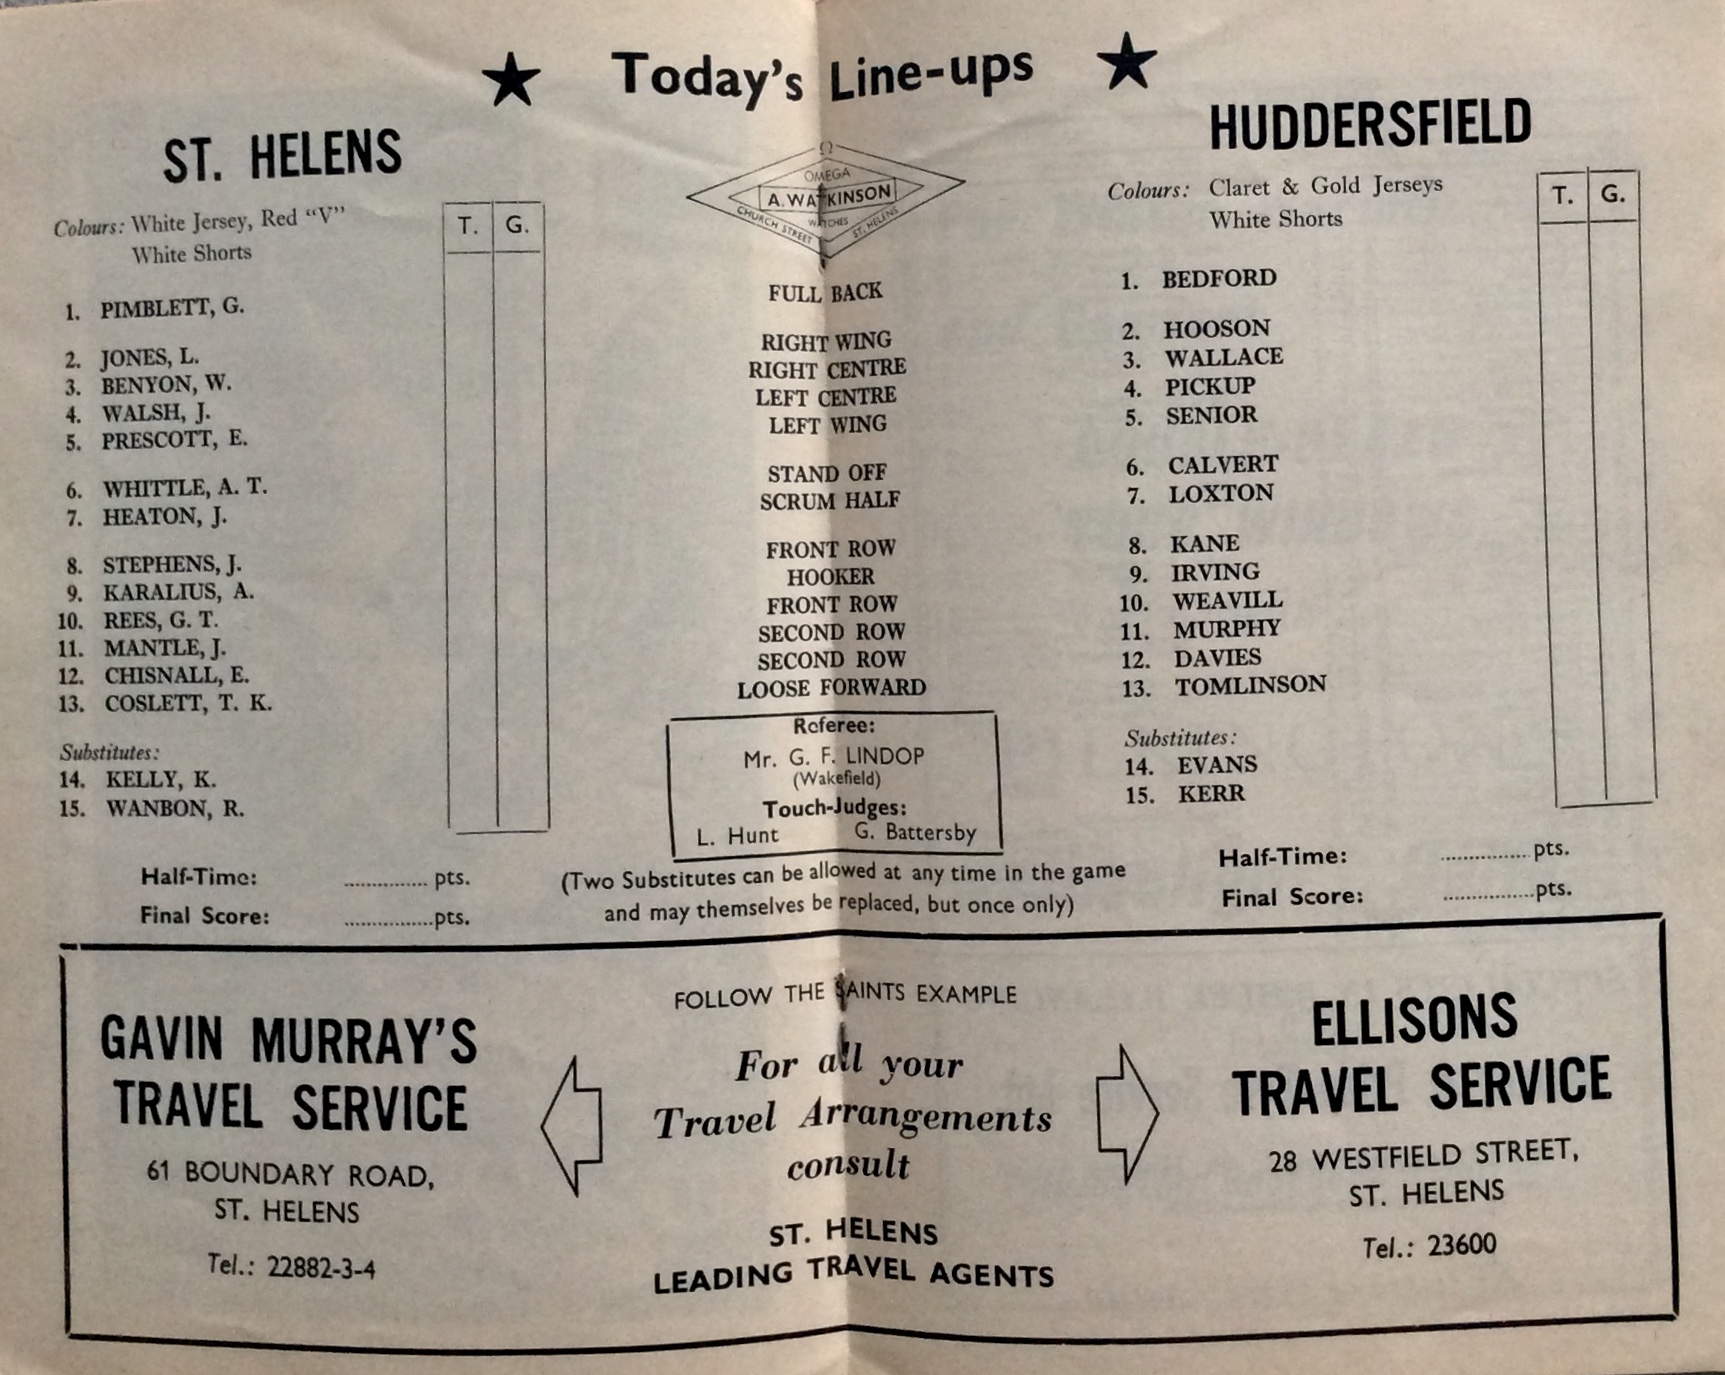 Today's Line-ups
ST. HELENS
Colours: White Jersey, Red "V"
White Shorts
T. G.
1. PIMBLETT, G.
2. JONES, L.
3. BENYON, W.
4. WALSH, J.
5. PRESCOTT, E.
6. WHITTLE, A. T.
7. HEATON, J.
8. STEPHENS, J.
9. KARALIUS, A.
10. REES, G. T.
11. MANTLE, J.
12. CHISNALL, E.
13. COSLETT, T. K.
Substitutes:
14. KELLY, K.
15. WANBON, R.
Half-Time: .............. pts.
Final Score: ...............pts.
Ω
OMEGA
A. WATKINSON
WATCHES
CHURCH STREET ST. HELENS
FULL BACK
RIGHT WING
RIGHT CENTRE
LEFT CENTRE
LEFT WING
STAND OFF
SCRUM HALF
FRONT ROW
HOOKER
FRONT ROW
SECOND ROW
SECOND ROW
LOOSE FORWARD
Referee:
Mr. G. F. LINDOP
(Wakefield)
Touch-Judges:
L. Hunt G. Battersby
(Two Substitutes can be allowed at any time in the game
and may themselves be replaced, but once only)
HUDDERSFIELD
Colours: Claret & Gold Jerseys
White Shorts
T. G.
1. BEDFORD
2. HOOSON
3. WALLACE
4. PICKUP
5. SENIOR
6. CALVERT
7. LOXTON
8. KANE
9. IRVING
10. WEAVILL
11. MURPHY
12. DAVIES
13. TOMLINSON
Substitutes:
14. EVANS
15. KERR
Half-Time: ...............pts.
Final Score: ...............pts.
GAVIN MURRAY'S
TRAVEL SERVICE
61 BOUNDARY ROAD,
ST. HELENS
Tel.: 22882-3-4
FOLLOW THE SAINTS EXAMPLE
For all your
Travel Arrangements
consult
ST. HELENS
LEADING TRAVEL AGENTS
ELLISONS
TRAVEL SERVICE
28 WESTFIELD STREET,
ST. HELENS
Tel.: 23600